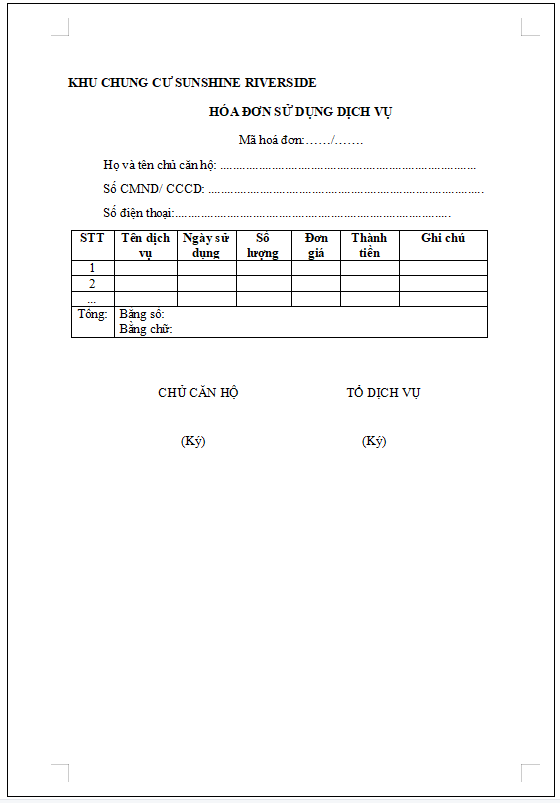 KHU CHUNG CƯ SUNSHINE RIVERSIDE
HÓA ĐƠN SỬ DỤNG DỊCH VỤ
Mã hoá đơn:……/…….
Họ và tên chủ căn hộ: ...............................................................................
Số CMND/ CCCD: .....................................................................................
Số điện thoại:.....................................................................................
STT Tên dịch vụ Ngày sử dụng Số lượng Đơn giá Thành tiền Ghi chú
1
2
...
Tổng: Bằng số:
Bằng chữ:
CHỦ CĂN HỘ TỔ DỊCH VỤ
(Ký) (Ký)